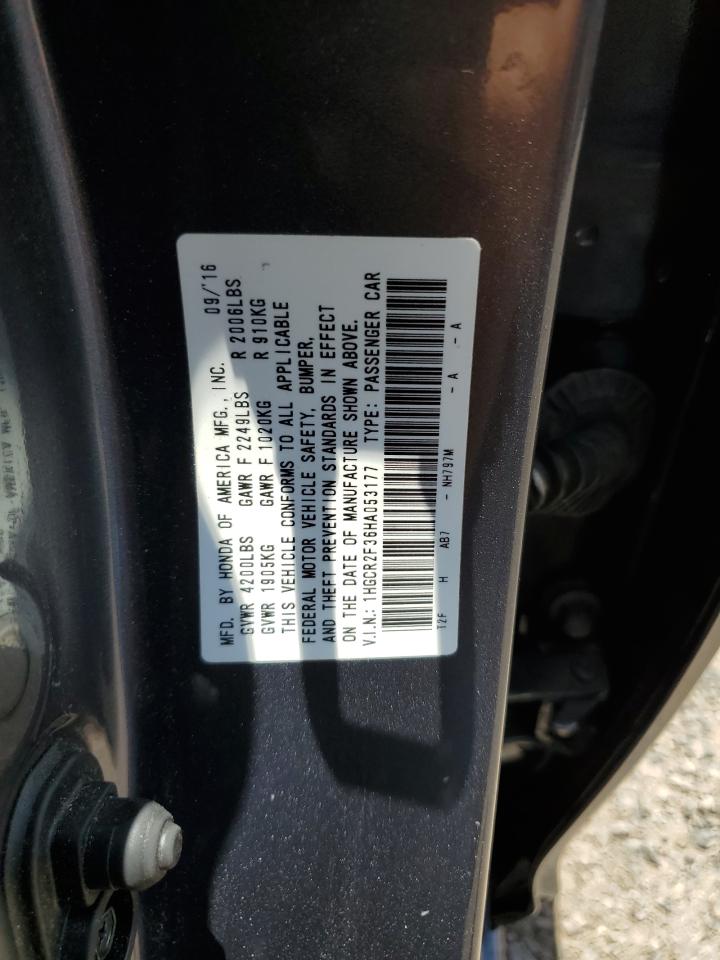 MFD. BY HONDA OF AMERICA MFG., INC. 09/'16
GVWR 4200LBS GAWR F 2249LBS R 2006LBS
GVWR 1905KG GAWR F 1020KG R 910KG
THIS VEHICLE CONFORMS TO ALL APPLICABLE
FEDERAL MOTOR VEHICLE SAFETY, BUMPER,
AND THEFT PREVENTION STANDARDS IN EFFECT
ON THE DATE OF MANUFACTURE SHOWN ABOVE.
V.I.N.: 1HGCR2F36HA053177 TYPE: PASSENGER CAR
T2F H AB7 - NH797M - A - A